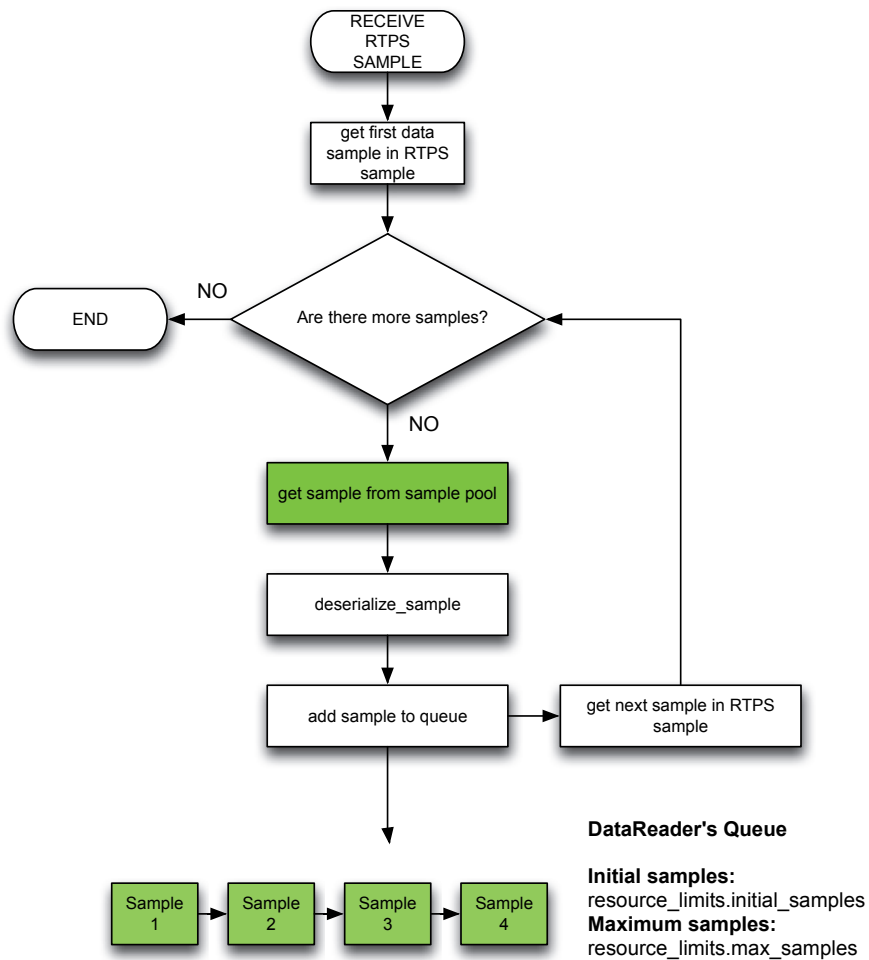 RECEIVE
RTPS
SAMPLE
get first data
sample in RTPS
sample
Are there more samples?
NO
END
NO
get sample from sample pool
deserialize_sample
add sample to queue
get next sample in RTPS
sample
DataReader's Queue
Initial samples:
resource_limits.initial_samples
Maximum samples:
resource_limits.max_samples
Sample
1
Sample
2
Sample
3
Sample
4